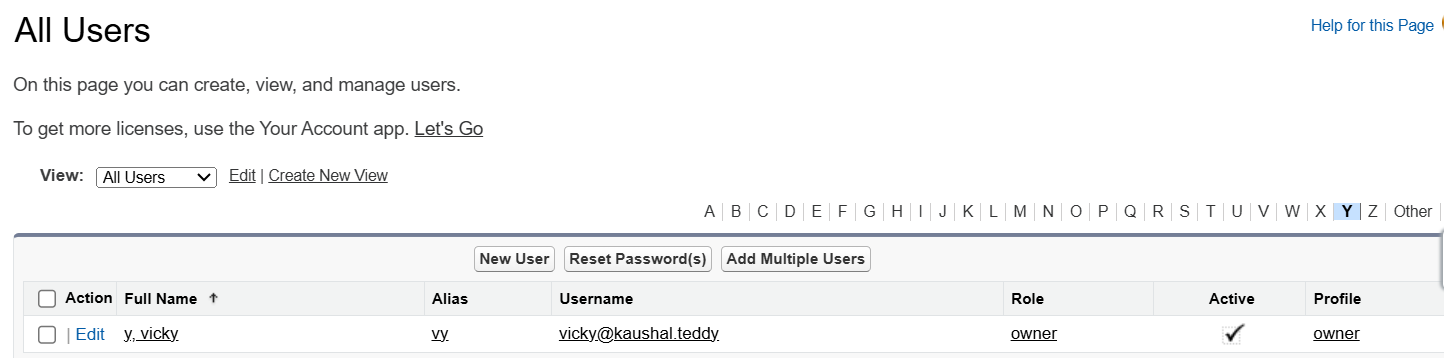 All Users
Help for this Page
On this page you can create, view, and manage users.
To get more licenses, use the Your Account app. Let's Go
View: All Users Edit | Create New View
A | B | C | D | E | F | G | H | I | J | K | L | M | N | O | P | Q | R | S | T | U | V | W | X | Y | Z | Other
New User Reset Password(s) Add Multiple Users
Action Full Name ↑ Alias Username Role Active Profile
| Edit y, vicky vy vicky@kaushal.teddy owner ✓ owner